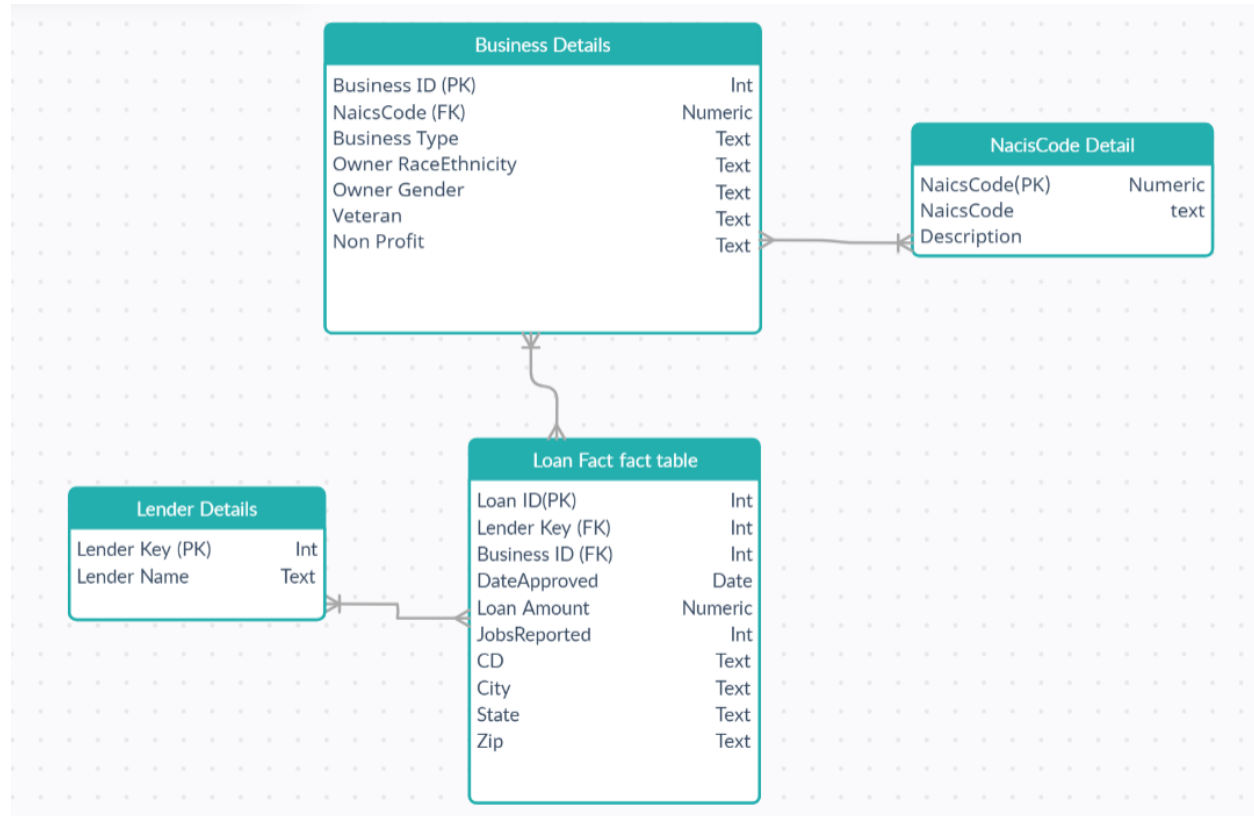 Business Details
Business ID (PK) Int
NaicsCode (FK) Numeric
Business Type Text
Owner RaceEthnicity Text
Owner Gender Text
Veteran Text
Non Profit Text
NacisCode Detail
NaicsCode(PK) Numeric
NaicsCode text
Description
Loan Fact fact table
Loan ID(PK) Int
Lender Key (FK) Int
Business ID (FK) Int
DateApproved Date
Loan Amount Numeric
JobsReported Int
CD Text
City Text
State Text
Zip Text
Lender Details
Lender Key (PK) Int
Lender Name Text